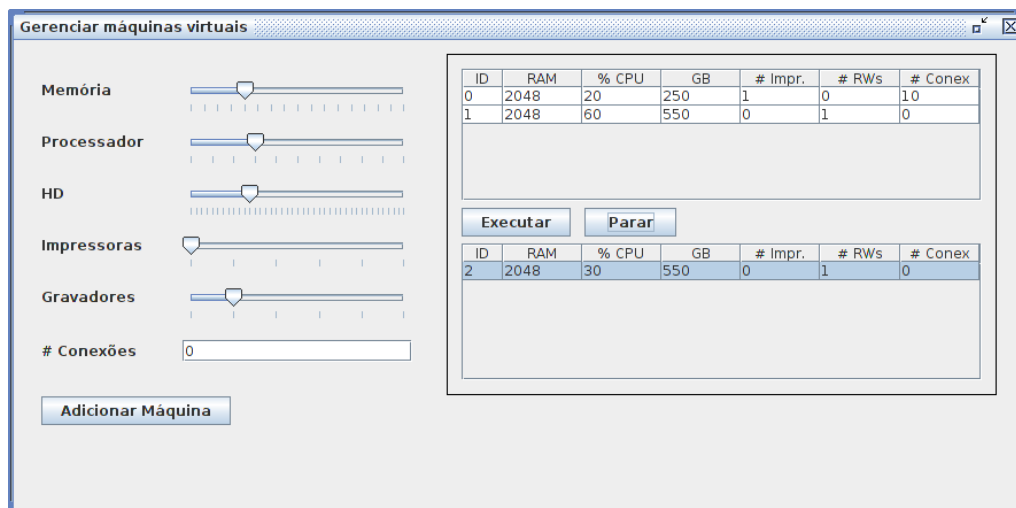 Gerenciar máquinas virtuais
Memória
Processador
HD
Impressoras
Gravadores
# Conexões 0
Adicionar Máquina
ID RAM % CPU GB # Impr. # RWs # Conex
0 2048 20 250 1 0 10
1 2048 60 550 0 1 0
Executar Parar
ID RAM % CPU GB # Impr. # RWs # Conex
2 2048 30 550 0 1 0